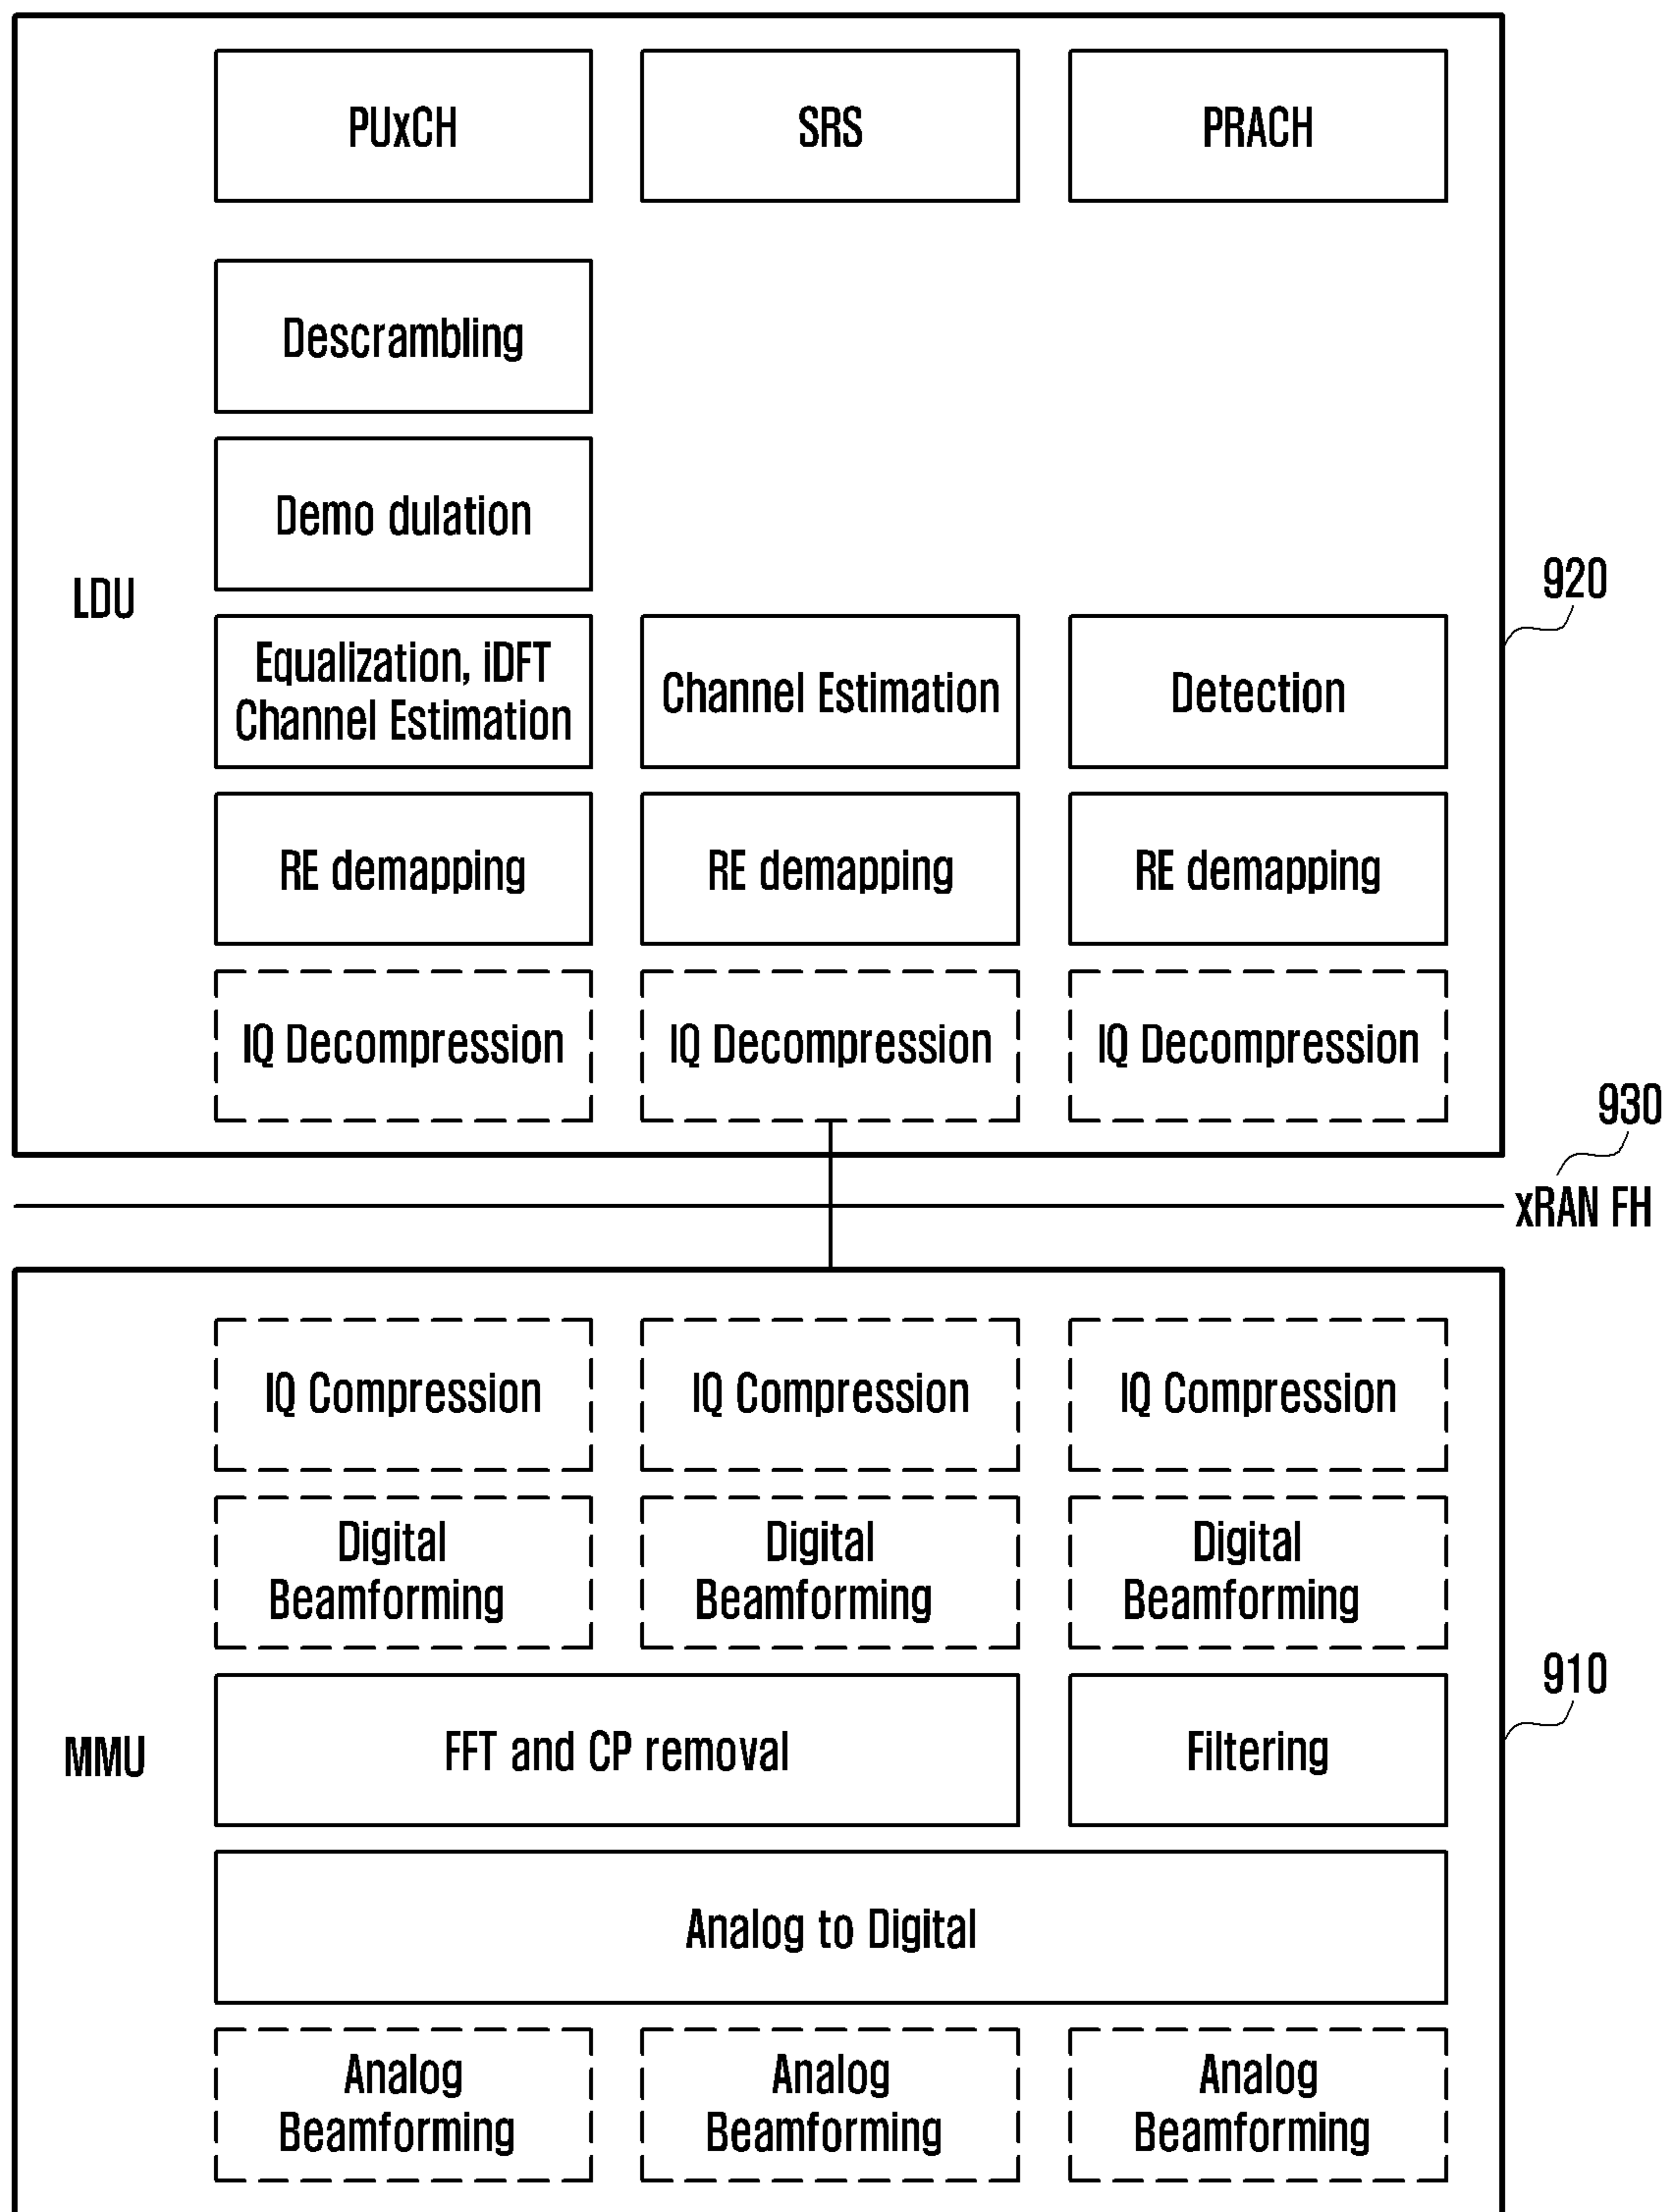 PUxCH
SRS
PRACH
Descrambling
Demo dulation
LDU
920
Equalization, iDFT
Channel Estimation
Channel Estimation
Detection
RE demapping
RE demapping
RE demapping
IQ Decompression
IQ Decompression
IQ Decompression
930
xRAN FH
IQ Compression
IQ Compression
IQ Compression
Digital
Beamforming
Digital
Beamforming
Digital
Beamforming
910
MMU
FFT and CP removal
Filtering
Analog to Digital
Analog
Beamforming
Analog
Beamforming
Analog
Beamforming